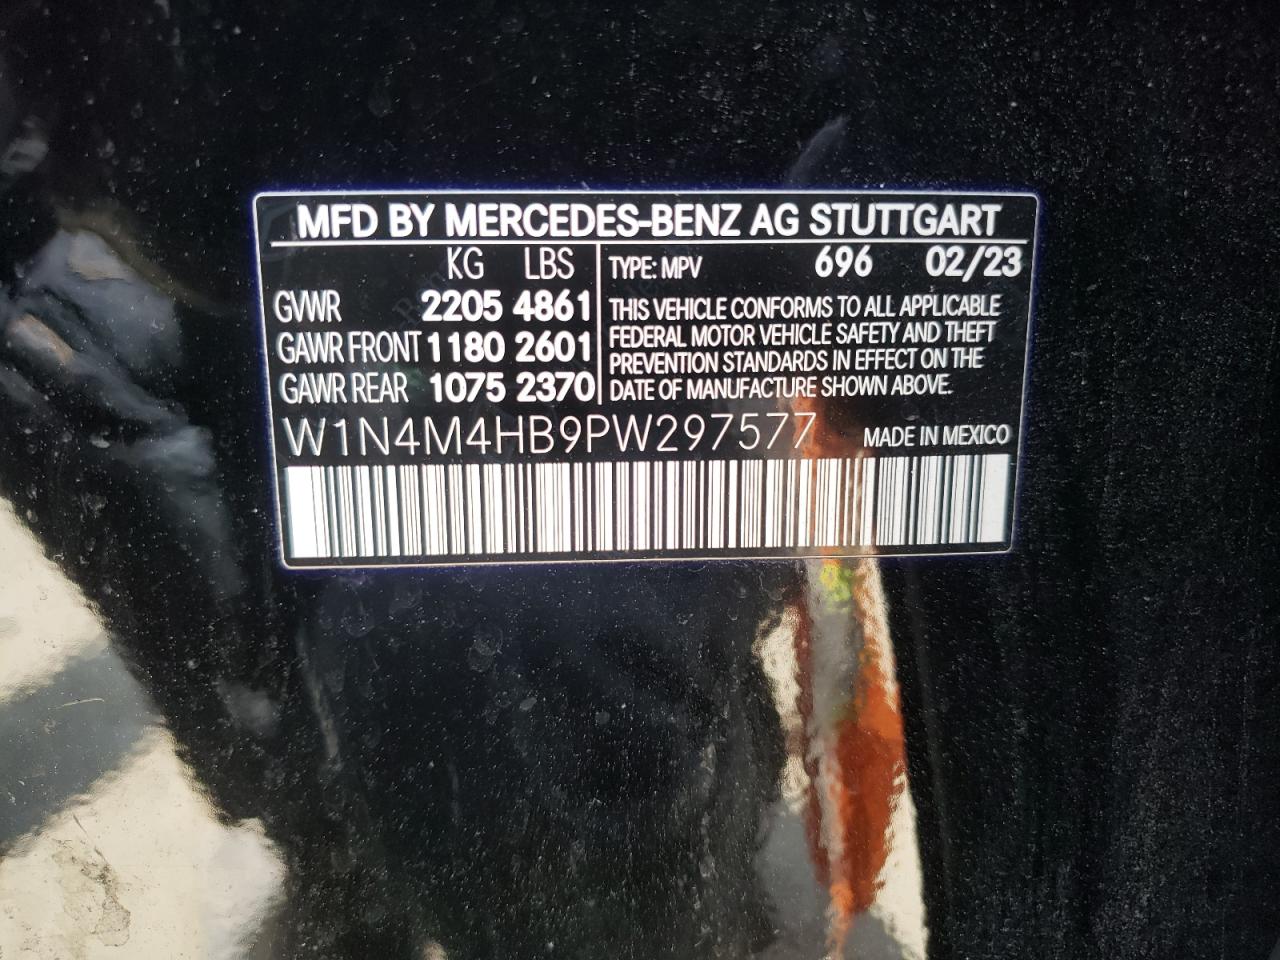 MFD BY MERCEDES-BENZ AG STUTTGART
KG LBS
GVWR 2205 4861
GAWR FRONT 1180 2601
GAWR REAR 1075 2370
TYPE: MPV 696 02/23
THIS VEHICLE CONFORMS TO ALL APPLICABLE
FEDERAL MOTOR VEHICLE SAFETY AND THEFT
PREVENTION STANDARDS IN EFFECT ON THE
DATE OF MANUFACTURE SHOWN ABOVE.
W1N4M4HB9PW297577 MADE IN MEXICO